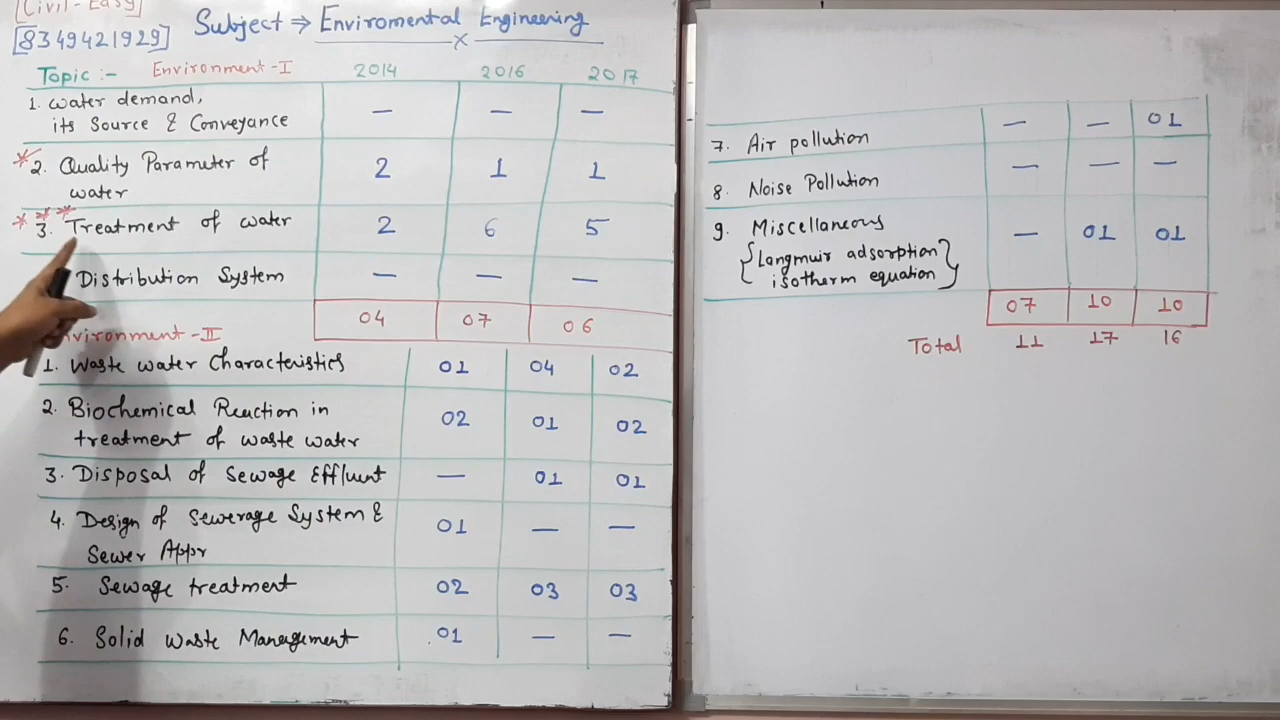 [Civil-Easy]
[8349421929]
Subject ⇒ Enviromental Engineering
Topic :- Environment-I 2014 2016 2017
1. Water demand,
its Source & Conveyance — — —
*2. Quality Parameter of
water 2 1 1
***3. Treatment of water 2 6 5
Distribution System — — —
04 07 06
vironment-II
1. Waste water Characteristics 01 04 02
2. Biochemical Reaction in
treatment of waste water 02 01 02
3. Disposal of Sewage Effluent — 01 01
4. Design of Sewerage System &
Sewer Appr 01 — —
5. Sewage treatment 02 03 03
6. Solid Waste Management 01 — —
7. Air pollution — — 01
8. Noise Pollution — — —
9. Miscellaneous — 01 01
{Langmuir adsorption
isotherm equation}
07 10 10
Total 11 17 16